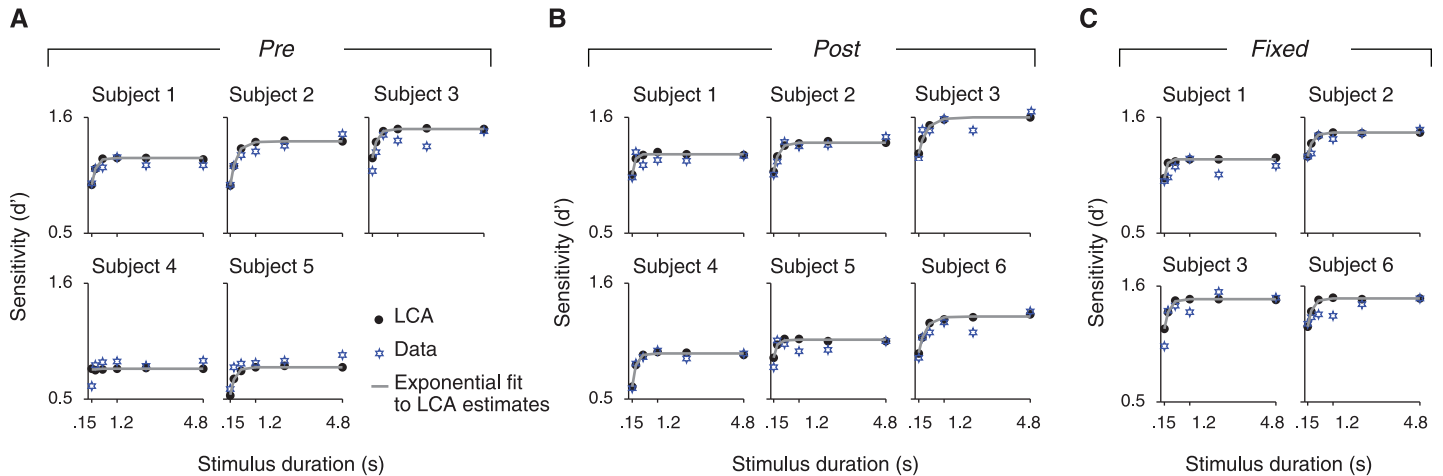 A
B
C
Pre
Post
Fixed
Subject 1
Subject 2
Subject 3
Subject 1
Subject 2
Subject 3
Subject 1
Subject 2
1.6
0.5
1.6
0.5
1.6
0.5
Sensitivity (d')
Sensitivity (d')
Sensitivity (d')
Subject 4
Subject 5
Subject 4
Subject 5
Subject 6
Subject 3
Subject 6
1.6
0.5
1.6
0.5
1.6
0.5
LCA
Data
Exponential fit
to LCA estimates
.15 1.2 4.8
.15 1.2 4.8
.15 1.2 4.8
.15 1.2 4.8
.15 1.2 4.8
.15 1.2 4.8
.15 1.2 4.8
Stimulus duration (s)
Stimulus duration (s)
Stimulus duration (s)